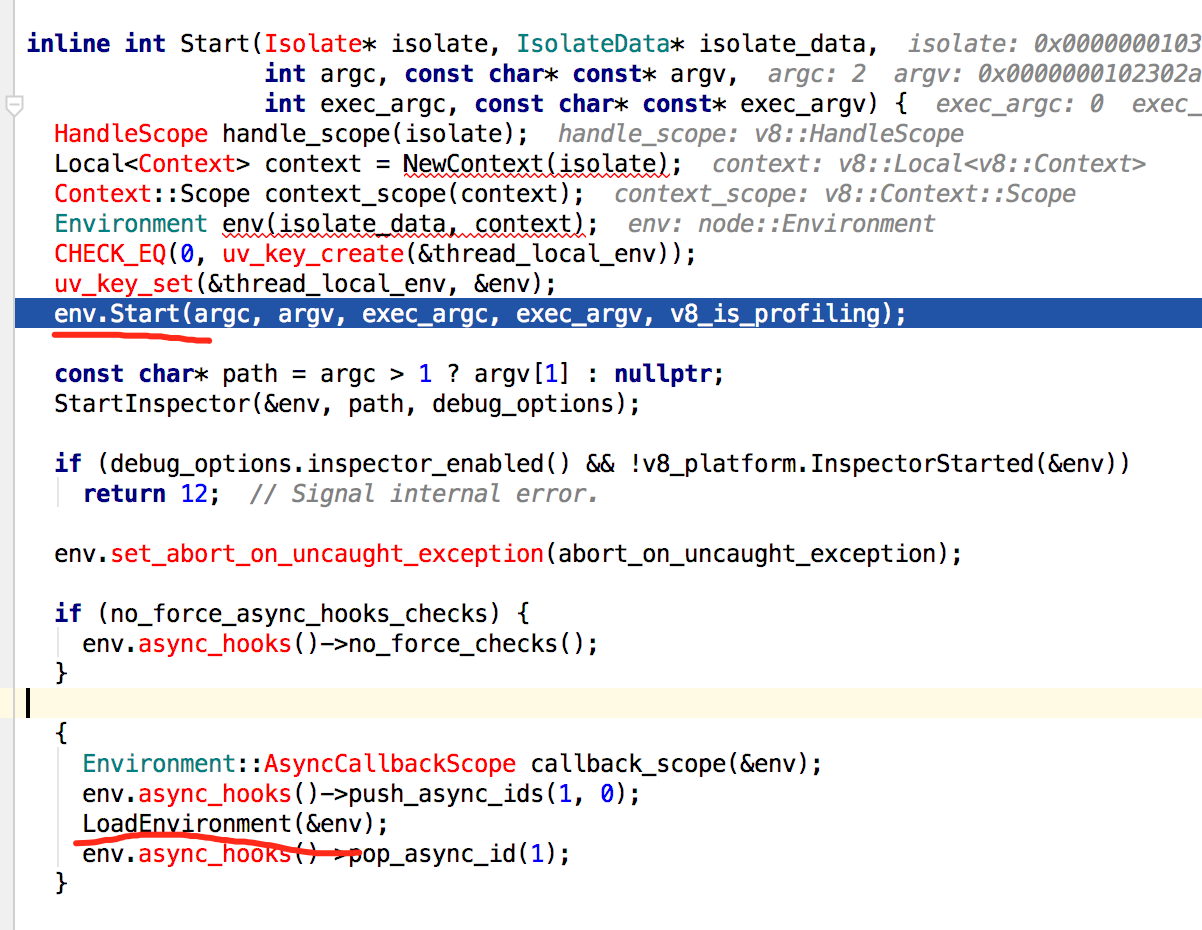 inline int Start(Isolate* isolate, IsolateData* isolate_data,  isolate: 0x0000000103
int argc, const char* const* argv,  argc: 2  argv: 0x0000000102302a
int exec_argc, const char* const* exec_argv) {  exec_argc: 0  exec_
HandleScope handle_scope(isolate);  handle_scope: v8::HandleScope
Local<Context> context = NewContext(isolate);  context: v8::Local<v8::Context>
Context::Scope context_scope(context);  context_scope: v8::Context::Scope
Environment env(isolate_data, context);  env: node::Environment
CHECK_EQ(0, uv_key_create(&thread_local_env));
uv_key_set(&thread_local_env, &env);
env.Start(argc, argv, exec_argc, exec_argv, v8_is_profiling);
const char* path = argc > 1 ? argv[1] : nullptr;
StartInspector(&env, path, debug_options);
if (debug_options.inspector_enabled() && !v8_platform.InspectorStarted(&env))
return 12;  // Signal internal error.
env.set_abort_on_uncaught_exception(abort_on_uncaught_exception);
if (no_force_async_hooks_checks) {
env.async_hooks()->no_force_checks();
}
{
Environment::AsyncCallbackScope callback_scope(&env);
env.async_hooks()->push_async_ids(1, 0);
LoadEnvironment(&env);
env.async_hooks()->pop_async_id(1);
}